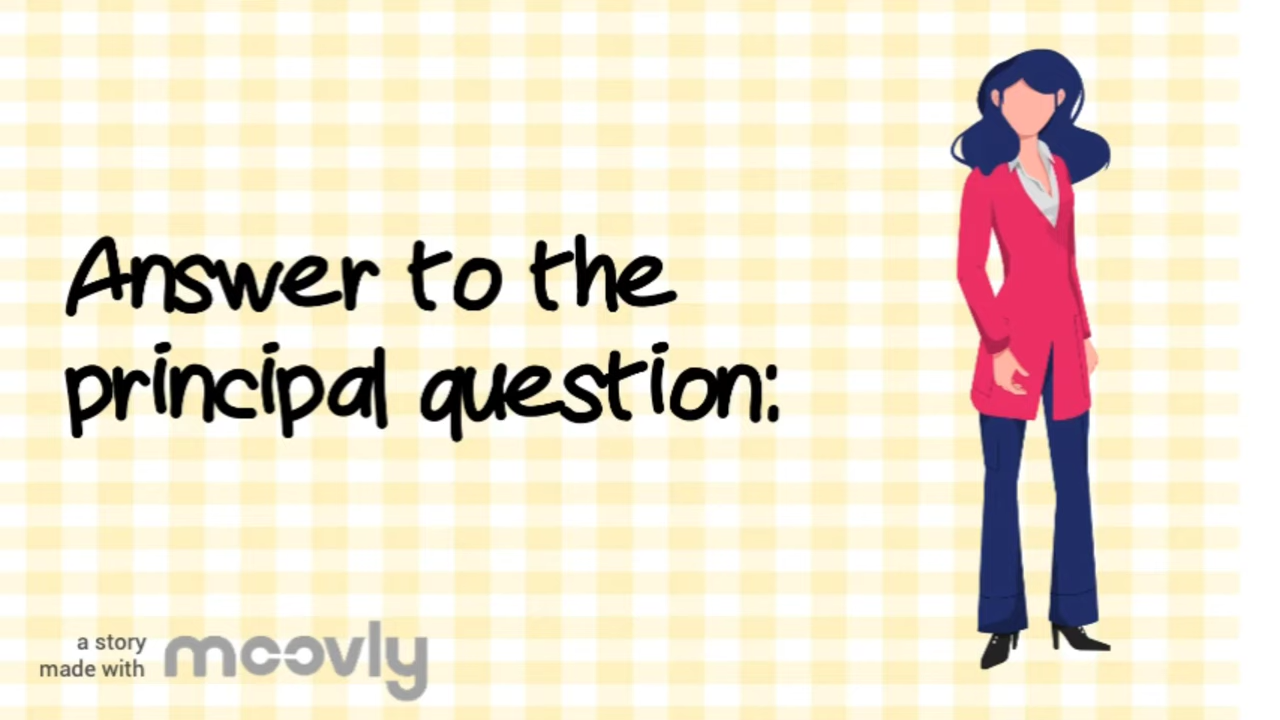 Answer to the
principal question:
a story
made with moovly